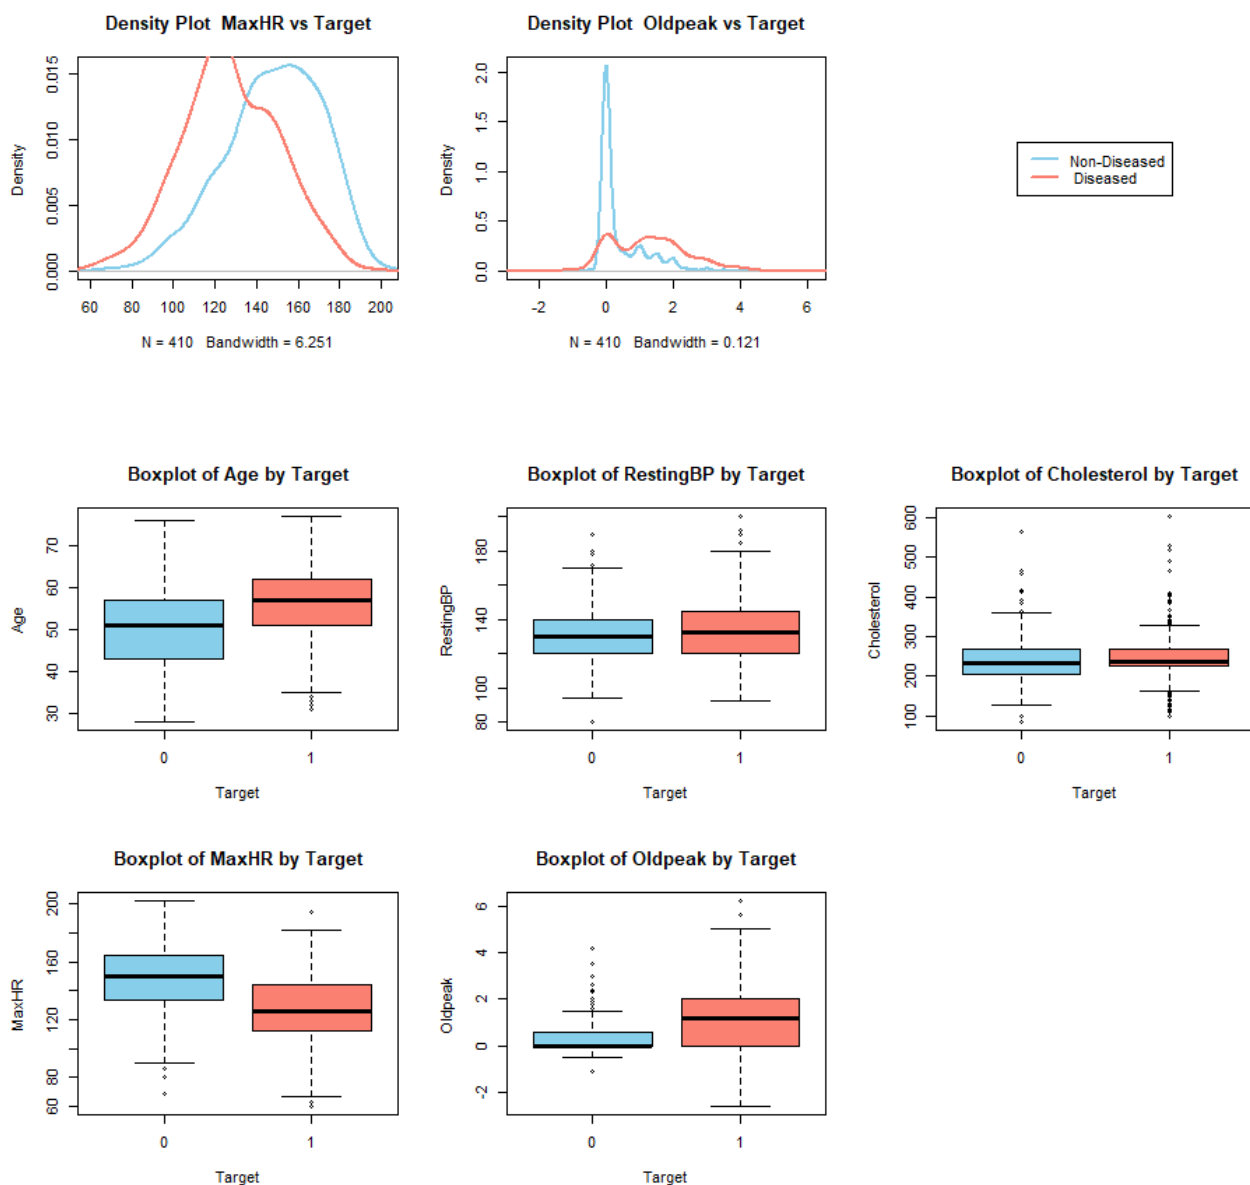 Density Plot  MaxHR vs Target
Density
0.000 0.005 0.010 0.015
60 80 100 120 140 160 180 200
N = 410   Bandwidth = 6.251
Density Plot  Oldpeak vs Target
Density
0.0 0.5 1.0 1.5 2.0
-2 0 2 4 6
N = 410   Bandwidth = 0.121
Non-Diseased
Diseased
Boxplot of Age by Target
Age
30 40 50 60 70
0 1
Target
Boxplot of RestingBP by Target
RestingBP
80 100 140 180
0 1
Target
Boxplot of Cholesterol by Target
Cholesterol
100 200 300 400 500 600
0 1
Target
Boxplot of MaxHR by Target
MaxHR
60 80 120 160 200
0 1
Target
Boxplot of Oldpeak by Target
Oldpeak
-2 0 2 4 6
0 1
Target